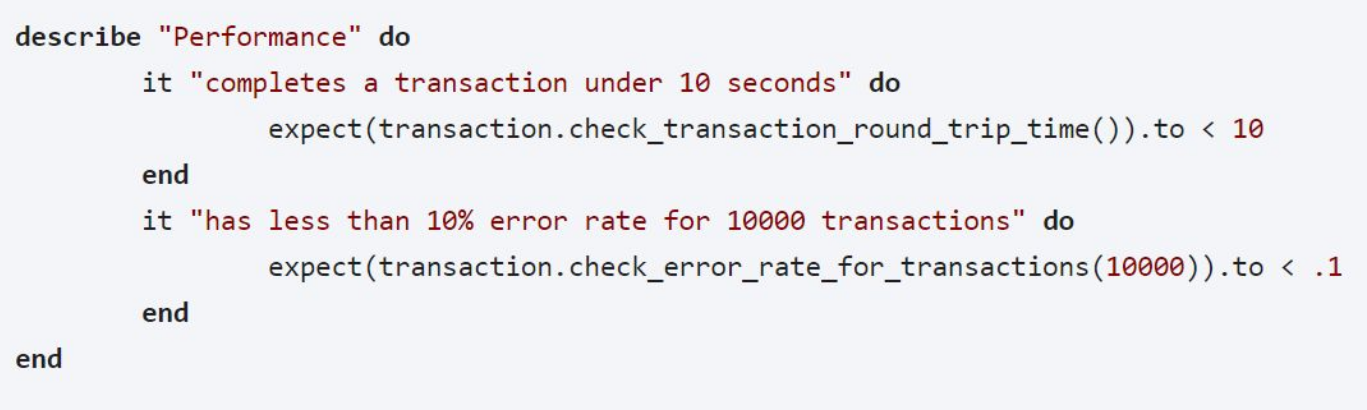 describe "Performance" do
it "completes a transaction under 10 seconds" do
expect(transaction.check_transaction_round_trip_time()).to < 10
end
it "has less than 10% error rate for 10000 transactions" do
expect(transaction.check_error_rate_for_transactions(10000)).to < .1
end
end